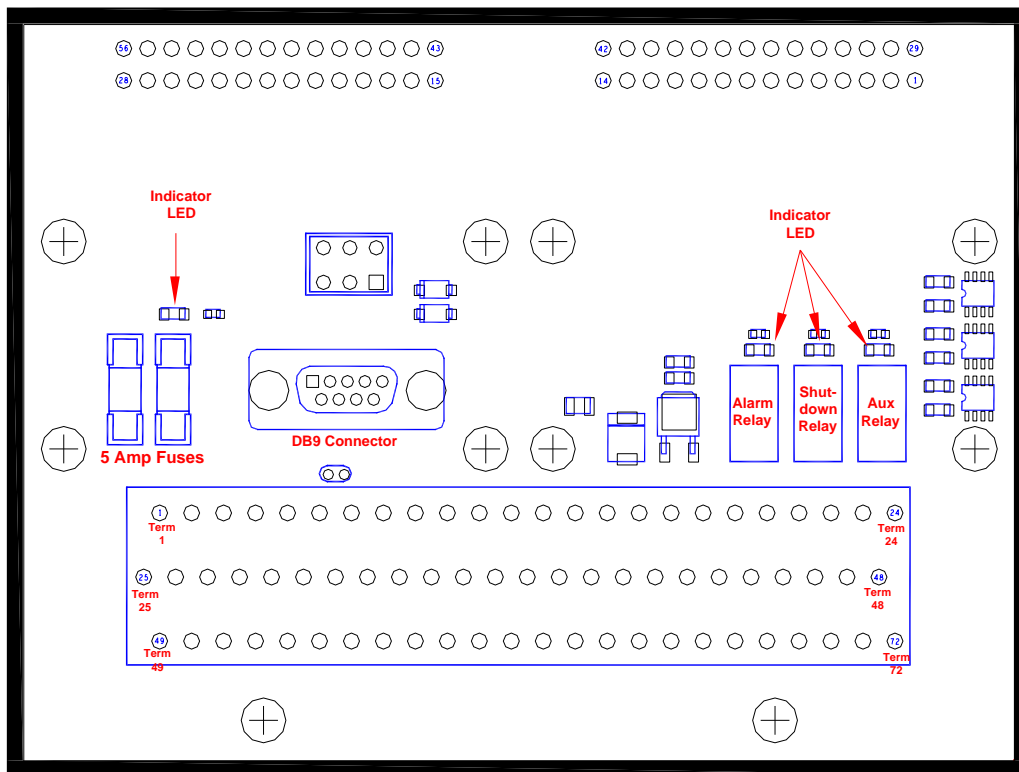 56 43 42 29
28 15 14 1
Indicator
LED
Indicator
LED
Alarm
Relay
Shut-
down
Relay
Aux
Relay
DB9 Connector
5 Amp Fuses
1 24
Term
1
Term
24
25 48
Term
25
Term
48
49 72
Term
49
Term
72